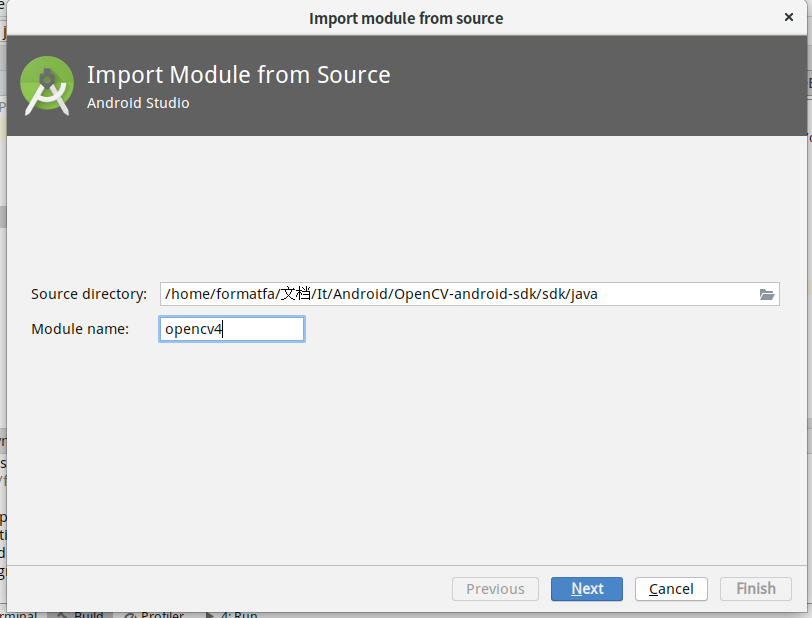 Import module from source
Import Module from Source
Android Studio
Source directory: /home/formatfa/文档/It/Android/OpenCV-android-sdk/sdk/java
Module name: opencv4
Previous Next Cancel Finish
Build Profiler 4: Run